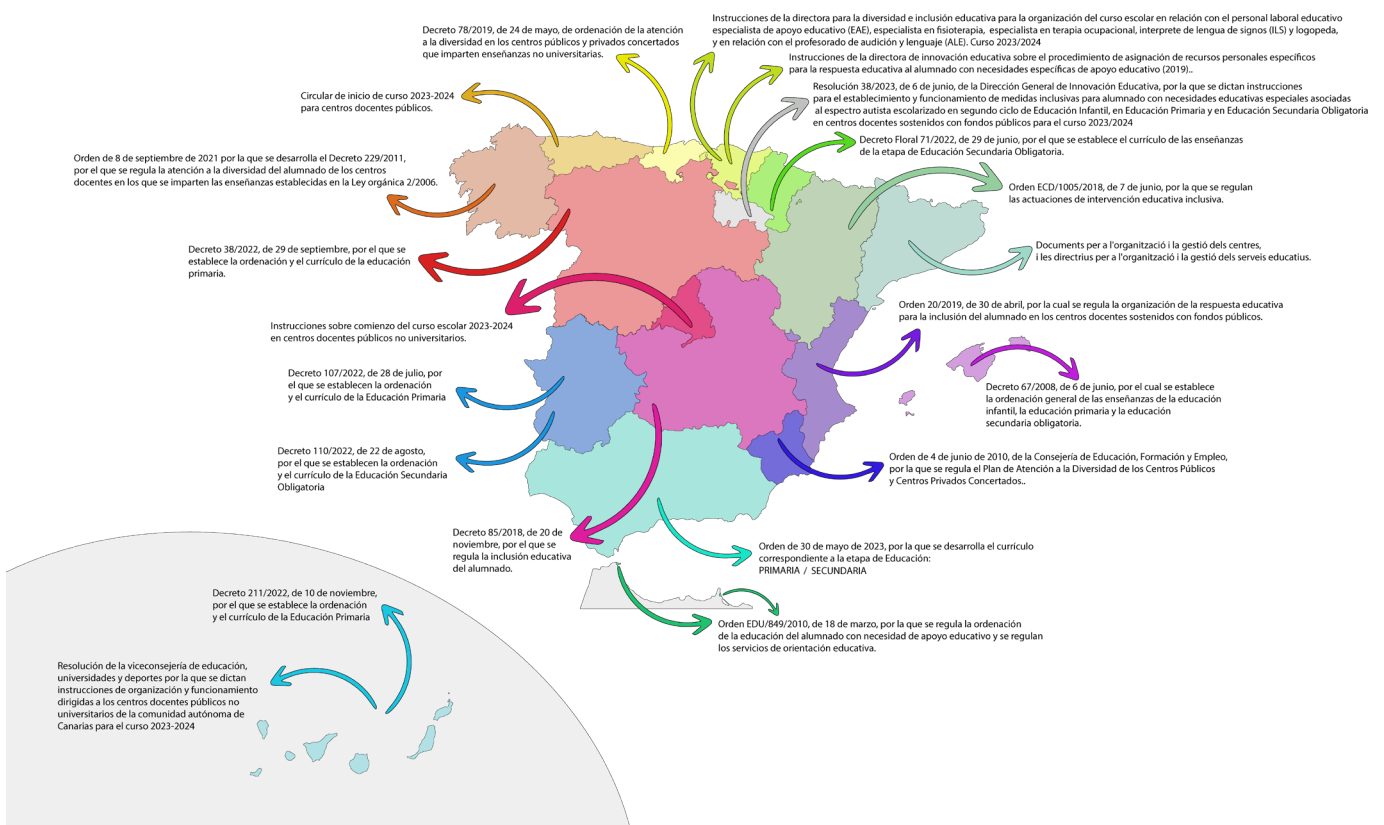 Decreto 78/2019, de 24 de mayo, de ordenación de la atención
a la diversidad en los centros públicos y privados concertados
que imparten enseñanzas no universitarias.
Instrucciones de la directora para la diversidad e inclusión educativa para la organización del curso escolar en relación con el personal laboral educativo
especialista de apoyo educativo (EAE), especialista en fisioterapia, especialista en terapia ocupacional, interprete de lengua de signos (ILS) y logopeda,
y en relación con el profesorado de audición y lenguaje (ALE). Curso 2023/2024
Instrucciones de la directora de innovación educativa sobre el procedimiento de asignación de recursos personales específicos
para la respuesta educativa al alumnado con necesidades específicas de apoyo educativo (2019)..
Resolución 38/2023, de 6 de junio, de la Dirección General de Innovación Educativa, por la que se dictan instrucciones
para el establecimiento y funcionamiento de medidas inclusivas para alumnado con necesidades educativas especiales asociadas
al espectro autista escolarizado en segundo ciclo de Educación Infantil, en Educación Primaria y en Educación Secundaria Obligatoria
en centros docentes sostenidos con fondos públicos para el curso 2023/2024
Circular de inicio de curso 2023-2024
para centros docentes públicos.
Decreto Floral 71/2022, de 29 de junio, por el que se establece el currículo de las enseñanzas
de la etapa de Educación Secundaria Obligatoria.
Orden de 8 de septiembre de 2021 por la que se desarrolla el Decreto 229/2011,
por el que se regula la atención a la diversidad del alumnado de los centros
docentes en los que se imparten las enseñanzas establecidas en la Ley orgánica 2/2006.
Orden ECD/1005/2018, de 7 de junio, por la que se regulan
las actuaciones de intervención educativa inclusiva.
Decreto 38/2022, de 29 de septiembre, por el que se
establece la ordenación y el currículo de la educación
primaria.
Documents per a l'organització i la gestió dels centres,
i les directrius per a l'organització i la gestió dels serveis educatius.
Orden 20/2019, de 30 de abril, por la cual se regula la organización de la respuesta educativa
para la inclusión del alumnado en los centros docentes sostenidos con fondos públicos.
Instrucciones sobre comienzo del curso escolar 2023-2024
en centros docentes públicos no universitarios.
Decreto 107/2022, de 28 de julio, por
el que se establecen la ordenación
y el currículo de la Educación Primaria
Decreto 67/2008, de 6 de junio, por el cual se establece
la ordenación general de las enseñanzas de la educación
infantil, la educación primaria y la educación
secundaria obligatoria.
Decreto 110/2022, de 22 de agosto,
por el que se establecen la ordenación
y el currículo de la Educación Secundaria
Obligatoria
Orden de 4 de junio de 2010, de la Consejería de Educación, Formación y Empleo,
por la que se regula el Plan de Atención a la Diversidad de los Centros Públicos
y Centros Privados Concertados..
Decreto 85/2018, de 20 de
noviembre, por el que se
regula la inclusión educativa
del alumnado.
Orden de 30 de mayo de 2023, por la que se desarrolla el currículo
correspondiente a la etapa de Educación:
PRIMARIA / SECUNDARIA
Decreto 211/2022, de 10 de noviembre,
por el que se establece la ordenación
y el currículo de la Educación Primaria
Orden EDU/849/2010, de 18 de marzo, por la que se regula la ordenación
de la educación del alumnado con necesidad de apoyo educativo y se regulan
los servicios de orientación educativa.
Resolución de la viceconsejería de educación,
universidades y deportes por la que se dictan
instrucciones de organización y funcionamiento
dirigidas a los centros docentes públicos no
universitarios de la comunidad autónoma de
Canarias para el curso 2023-2024